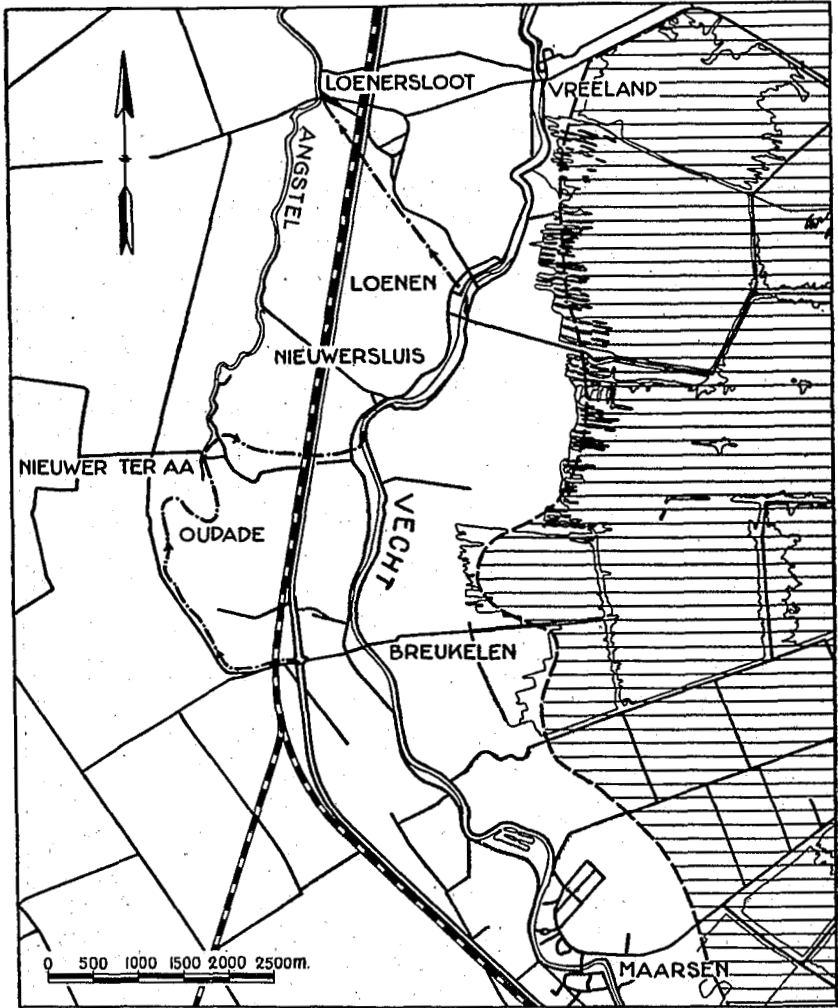 LOENERSLOOT
VREELAND
ANGSTEL
LOENEN
NIEUWERSLUIS
NIEUWER TER AA
OUDADE
VECHT
BREUKELEN
MAARSEN
0 500 1000 1500 2000 2500m.